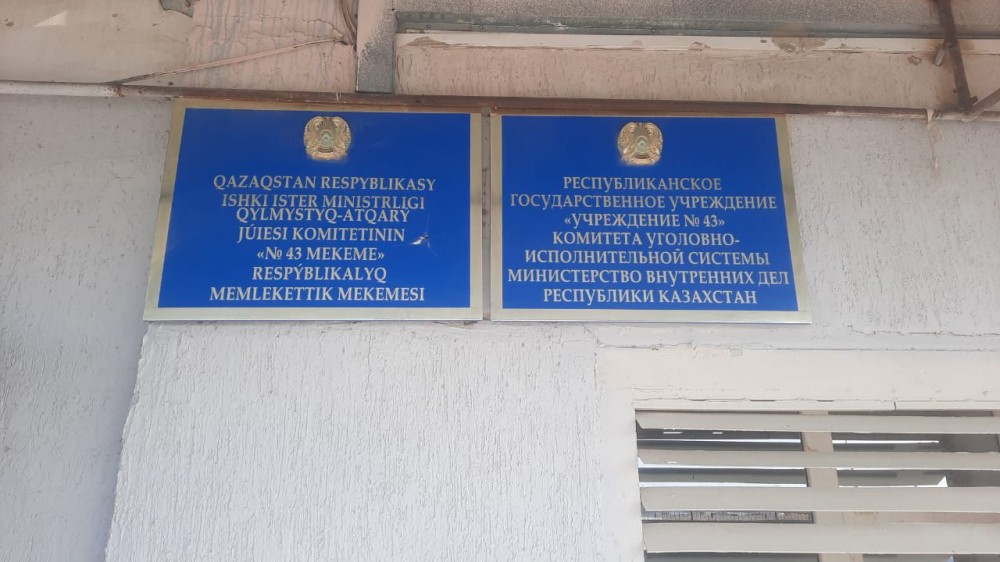 QAZAQSTAN RESPYBLIKASY
ISHKI ISTER MINISTRLIGI
QYLMYSTYQ-ATQARY
JÚIESI KOMITETININ
«№ 43 MEKEME»
RESPÝBLIKALYQ
MEMLEKETTIK MEKEMESI
РЕСПУБЛИКАНСКОЕ
ГОСУДАРСТВЕННОЕ УЧРЕЖДЕНИЕ
«УЧРЕЖДЕНИЕ № 43»
КОМИТЕТА УГОЛОВНО-
ИСПОЛНИТЕЛЬНОЙ СИСТЕМЫ
МИНИСТЕРСТВО ВНУТРЕННИХ ДЕЛ
РЕСПУБЛИКИ КАЗАХСТАН